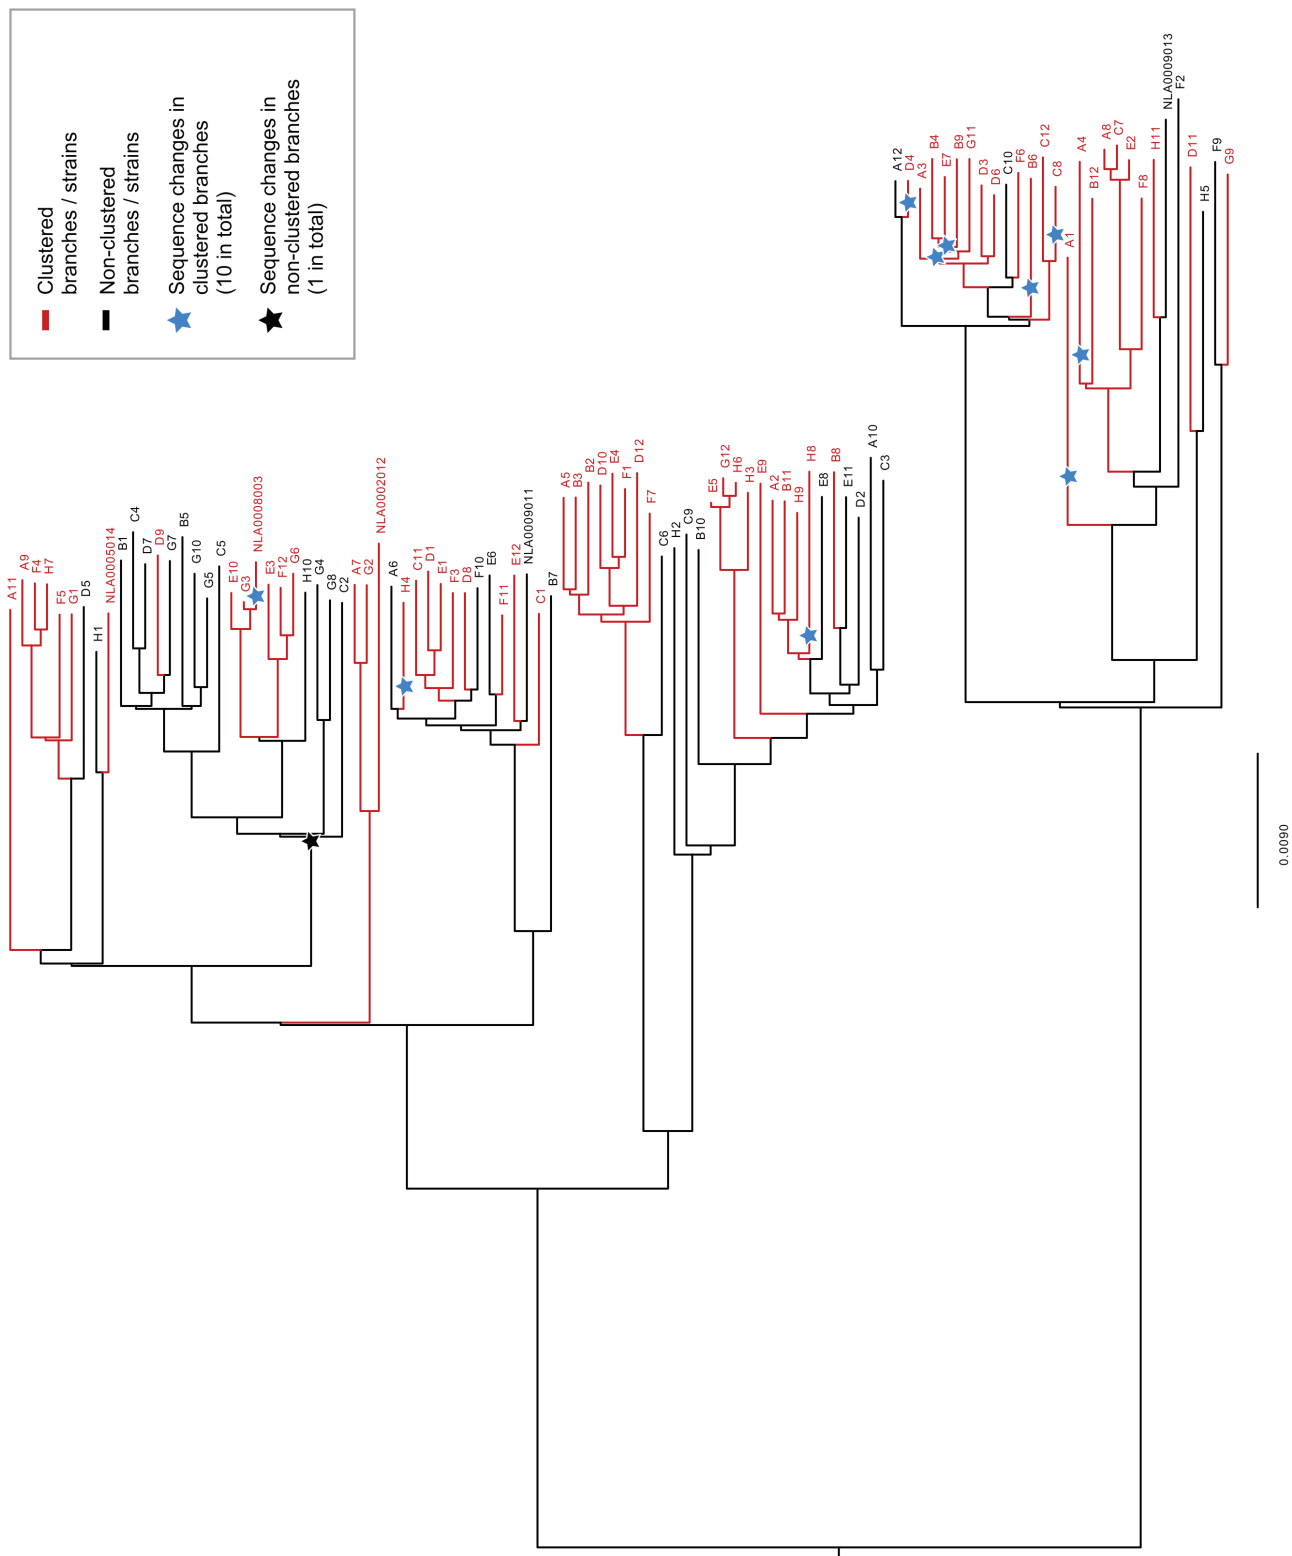 Clustered
branches / strains
Non-clustered
branches / strains
Sequence changes in
clustered branches
(10 in total)
Sequence changes in
non-clustered branches
(1 in total)
A11
A9
F4
H7
F5
G1
D5
H1
NLA0005014
B1
C4
D7
D9
G7
B5
G10
G5
C5
E10
G3
NLA0008003
E3
F12
G6
H10
G4
G8
C2
A7
G2
NLA0002012
A6
H4
C11
D1
E1
F3
D8
F10
E6
F11
E12
NLA0009011
C1
B7
A5
B3
B2
D10
E4
F1
D12
F7
C6
H2
C9
B10
E5
G12
H6
H3
E9
A2
B11
H9
H8
E8
B8
E11
D2
A10
C3
A12
D4
A3
B4
E7
B9
G11
D3
D6
C10
F6
B6
C12
C8
A1
A4
B12
A8
C7
E2
F8
H11
NLA0009013
F2
D11
H5
F9
G9
0.0090